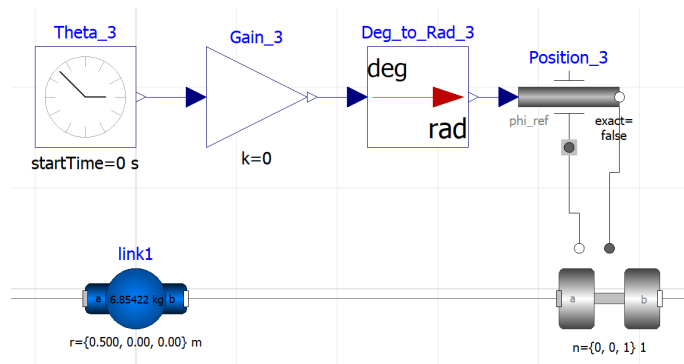 Theta_3
Gain_3
Deg_to_Rad_3
Position_3
deg
rad
phi_ref
exact=
false
startTime=0 s
k=0
link1
a 6.85422 kg b
r={0.500, 0.00, 0.00} m
a b
n={0, 0, 1} 1